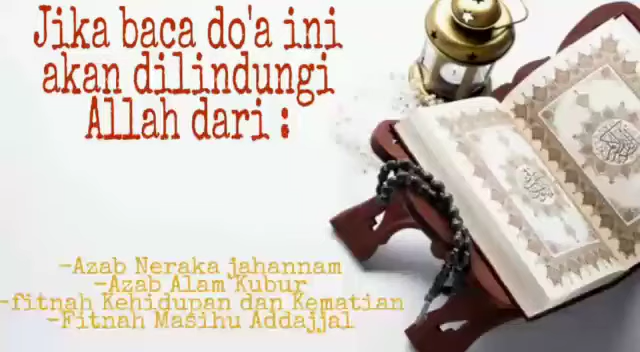 Jika baca do'a ini
akan dilindungi
Allah dari :
-Azab Neraka jahannam
-Azab Alam Kubur
-fitnah Kehidupan dan Kematian
-Fitnah Masihu Addajjal